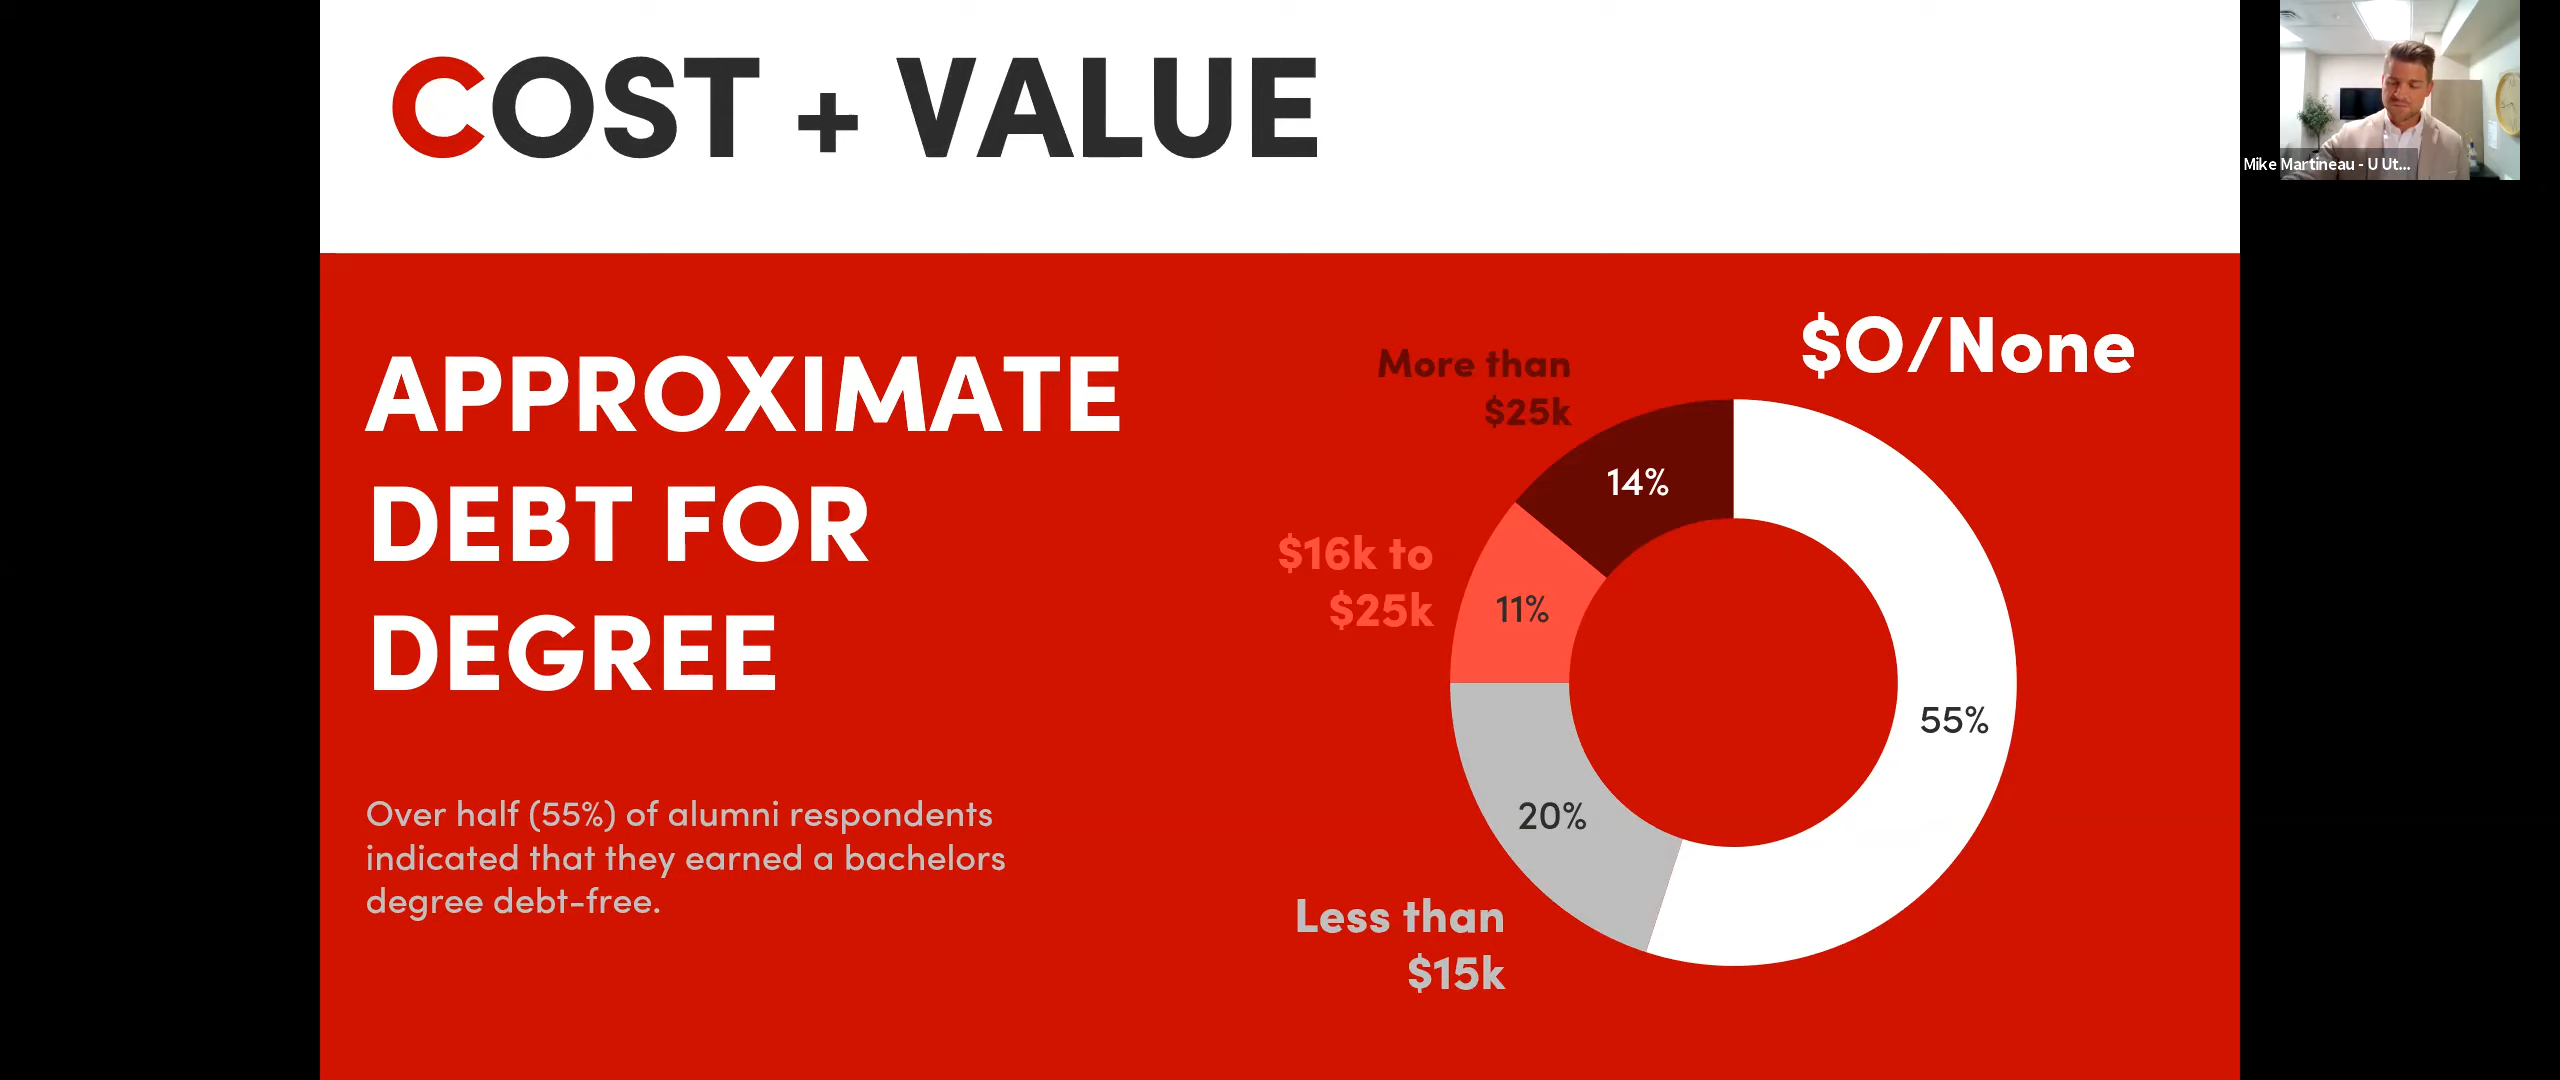 COST + VALUE
Mike Martineau - U Ut...
APPROXIMATE
DEBT FOR
DEGREE
Over half (55%) of alumni respondents
indicated that they earned a bachelors
degree debt-free.
$0/None
More than
$25k
14%
$16k to
$25k
11%
55%
20%
Less than
$15k